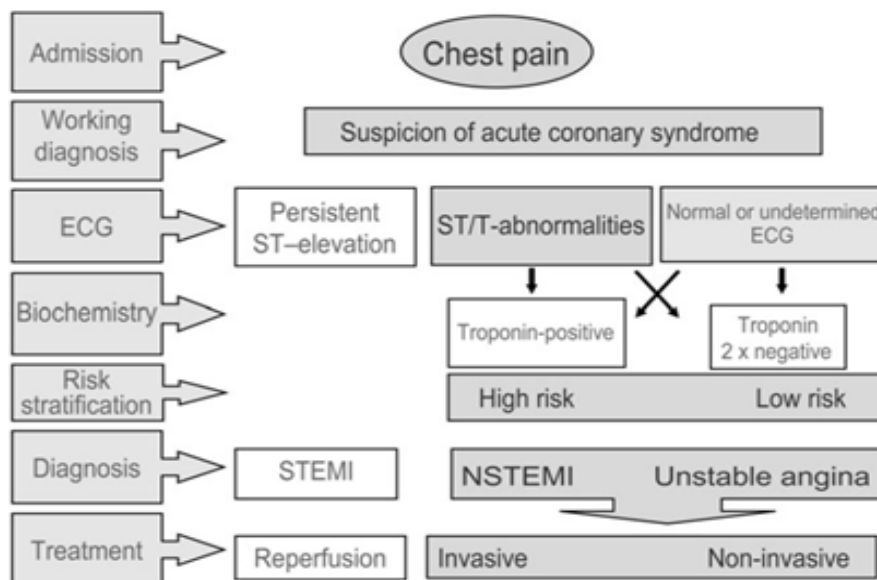 Admission
Chest pain
Working
diagnosis
Suspicion of acute coronary syndrome
ECG
Persistent
ST–elevation
ST/T-abnormalities
Normal or undetermined
ECG
Biochemistry
Troponin-positive
Troponin
2 x negative
Risk
stratification
High risk
Low risk
Diagnosis
STEMI
NSTEMI
Unstable angina
Treatment
Reperfusion
Invasive
Non-invasive